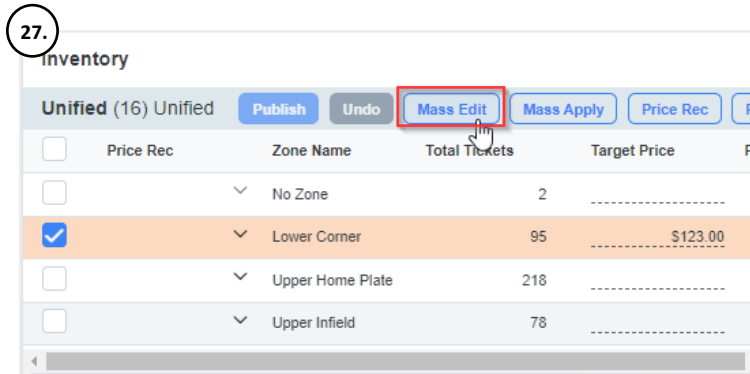 27.
Inventory
Unified (16) Unified Publish Undo Mass Edit Mass Apply Price Rec
Price Rec Zone Name Total Tickets Target Price
No Zone 2
Lower Corner 95 $123.00
Upper Home Plate 218
Upper Infield 78